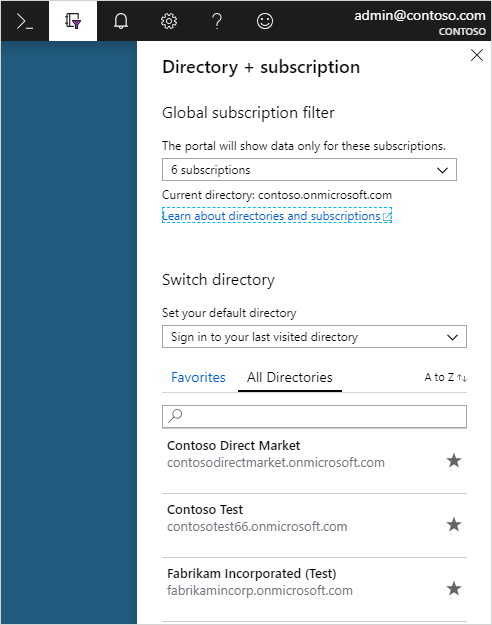 admin@contoso.com
CONTOSO
Directory + subscription
Global subscription filter
The portal will show data only for these subscriptions.
6 subscriptions
Current directory: contoso.onmicrosoft.com
Learn about directories and subscriptions
Switch directory
Set your default directory
Sign in to your last visited directory
Favorites All Directories A to Z
Contoso Direct Market
contosodirectmarket.onmicrosoft.com
Contoso Test
contosotest66.onmicrosoft.com
Fabrikam Incorporated (Test)
fabrikamincorp.onmicrosoft.com